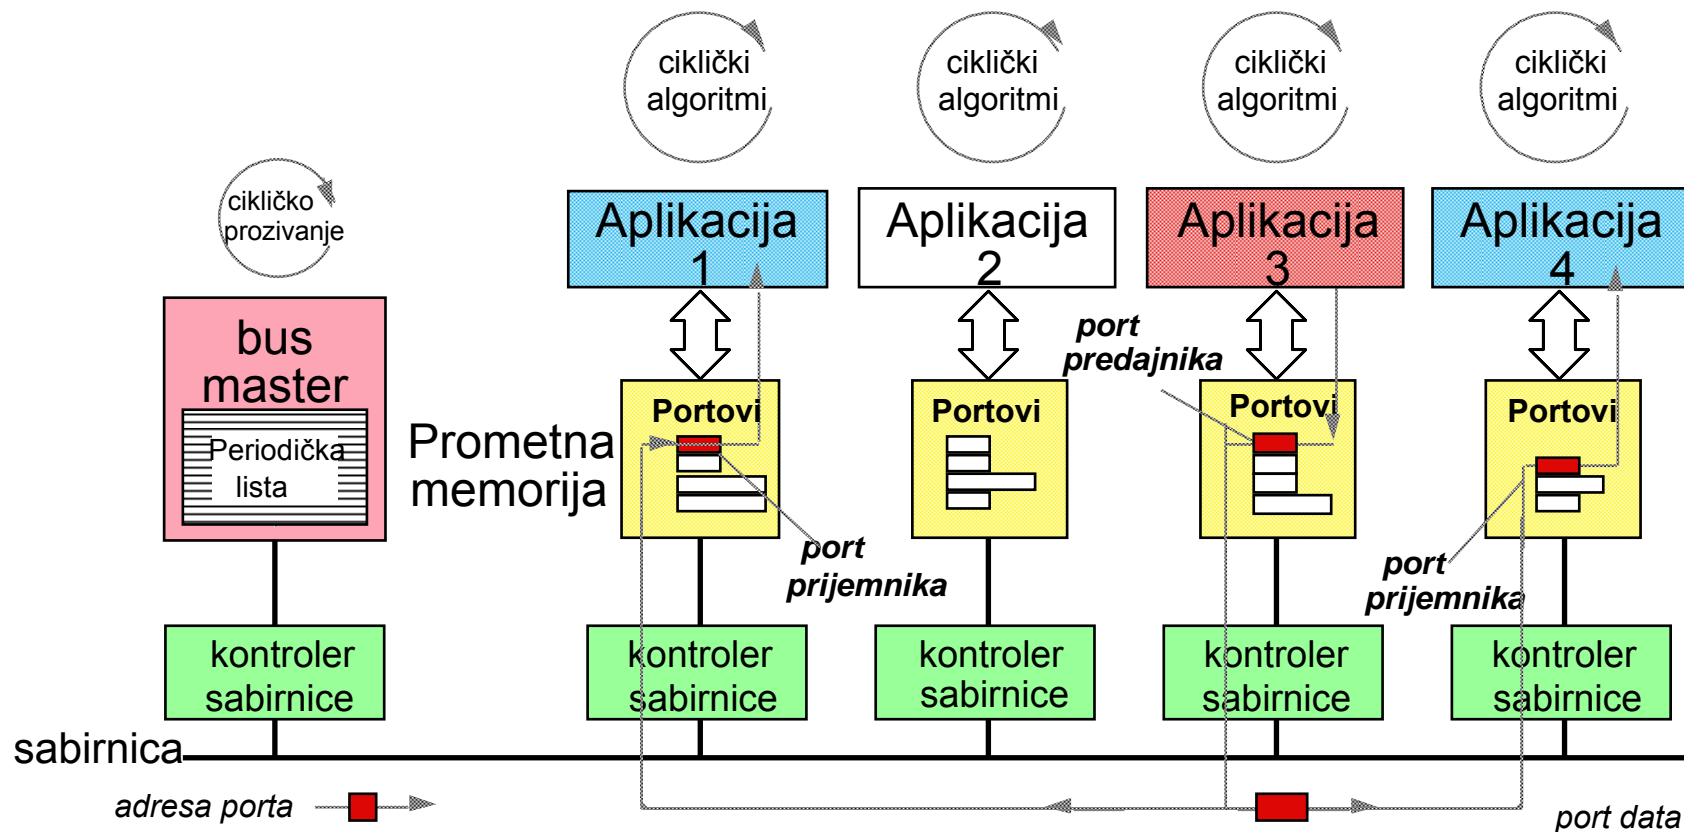 ciklički
algoritmi
ciklički
algoritmi
ciklički
algoritmi
ciklički
algoritmi
cikličko
prozivanje
Aplikacija
1
Aplikacija
2
Aplikacija
3
Aplikacija
4
bus
master
Periodička
lista
port
predajnika
Prometna
memorija
Portovi
Portovi
Portovi
Portovi
port
prijemnika
port
prijemnika
kontroler
sabirnice
kontroler
sabirnice
kontroler
sabirnice
kontroler
sabirnice
kontroler
sabirnice
sabirnica
adresa porta
port data